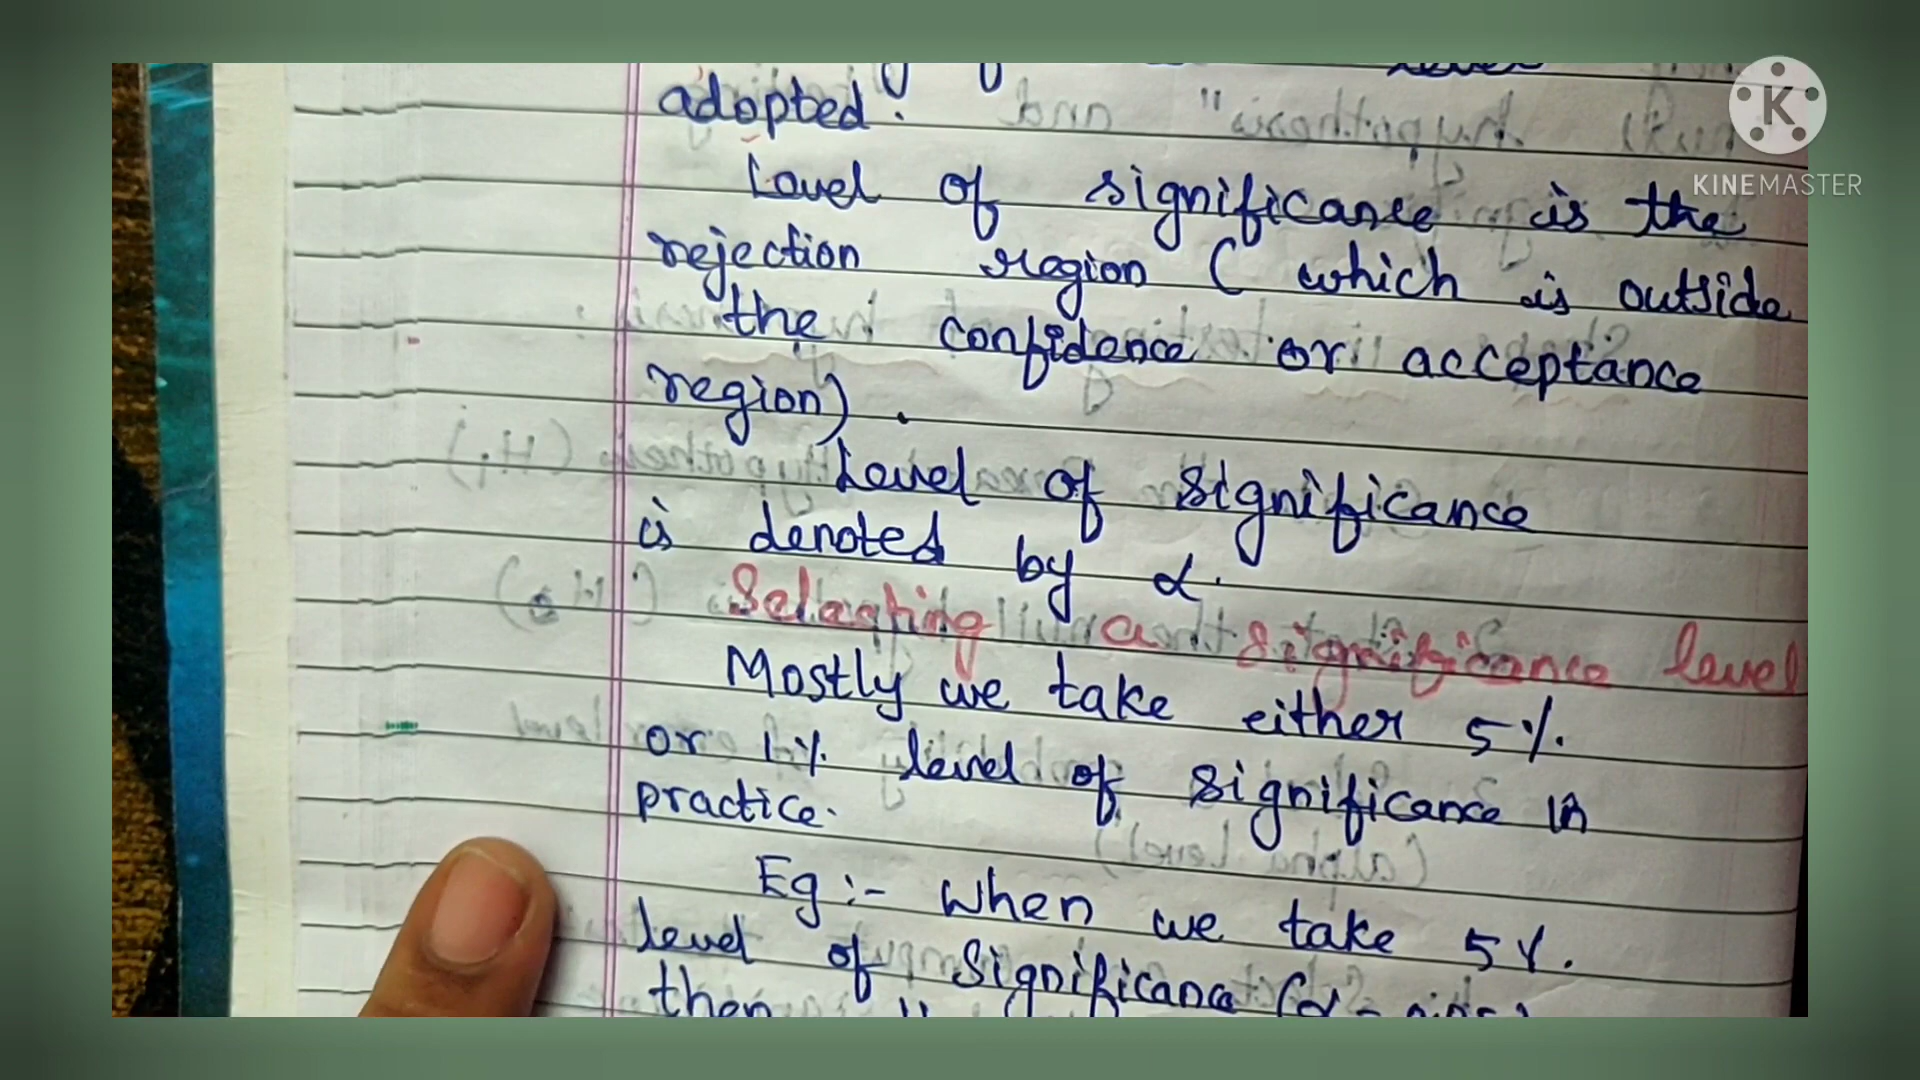 adopted.
Level of significance is the
rejection region ( which is outside
the confidence or acceptance
region).
Level of significance
is denoted by α.
Selecting a significance level
Mostly we take either 5%.
or 1% level of significance in
practice.
Eg :- When we take 5%.
level of significance (α =
then
KINEMASTER